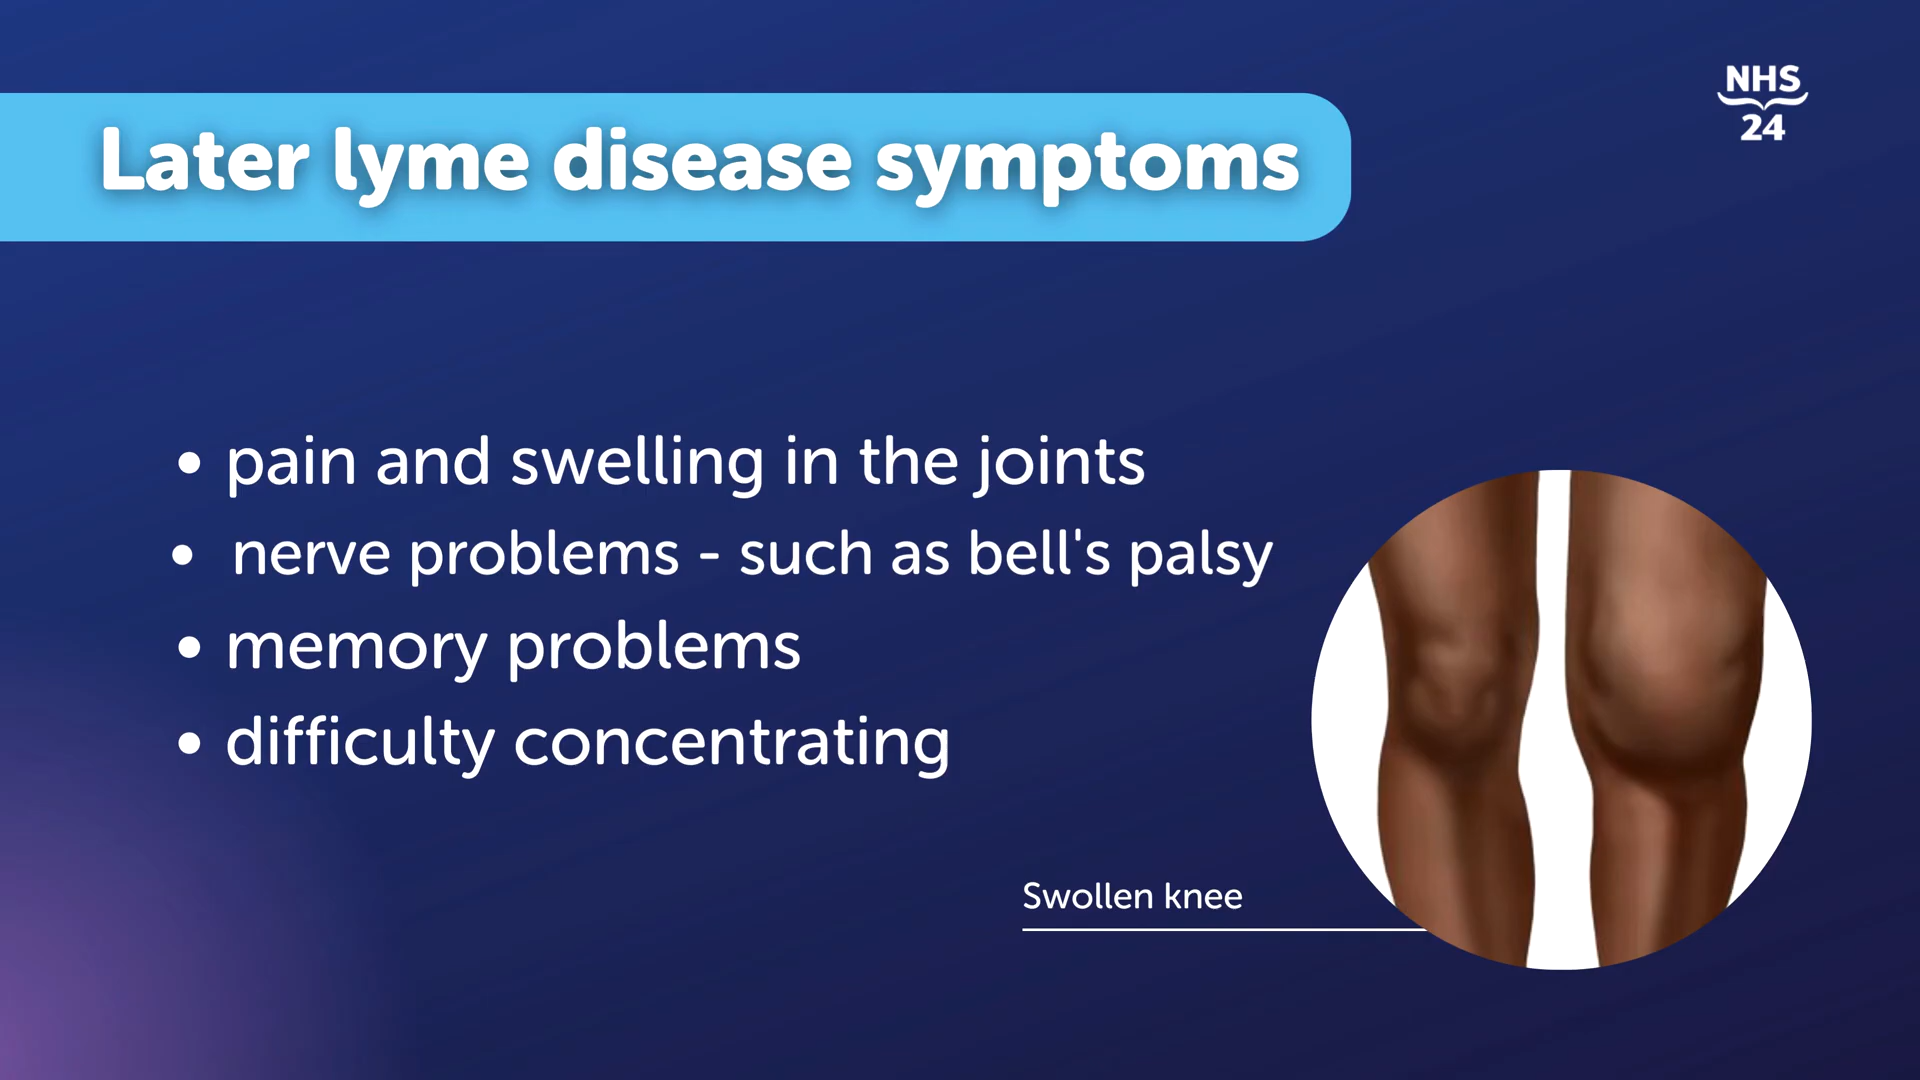 NHS
24
Later lyme disease symptoms
• pain and swelling in the joints
• nerve problems - such as bell's palsy
• memory problems
• difficulty concentrating
Swollen knee